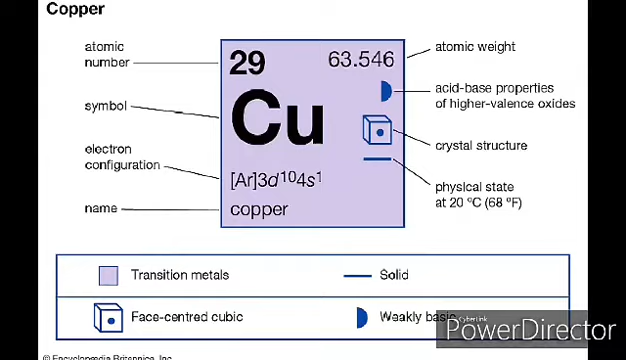 Copper
atomic
number
symbol
electron
configuration
name
29
63.546
Cu
[Ar]3d¹⁰4s¹
copper
atomic weight
acid-base properties
of higher-valence oxides
crystal structure
physical state
at 20 °C (68 °F)
Transition metals
Solid
Face-centred cubic
Weakly basic
CyberLink
PowerDirector
© Encyclopædia Britannica, Inc.